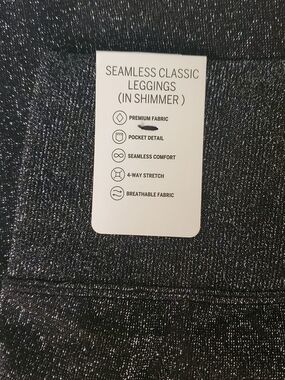 SEAMLESS CLASSIC
LEGGINGS
(IN SHIMMER )
PREMIUM FABRIC
POCKET DETAIL
SEAMLESS COMFORT
4-WAY STRETCH
BREATHABLE FABRIC